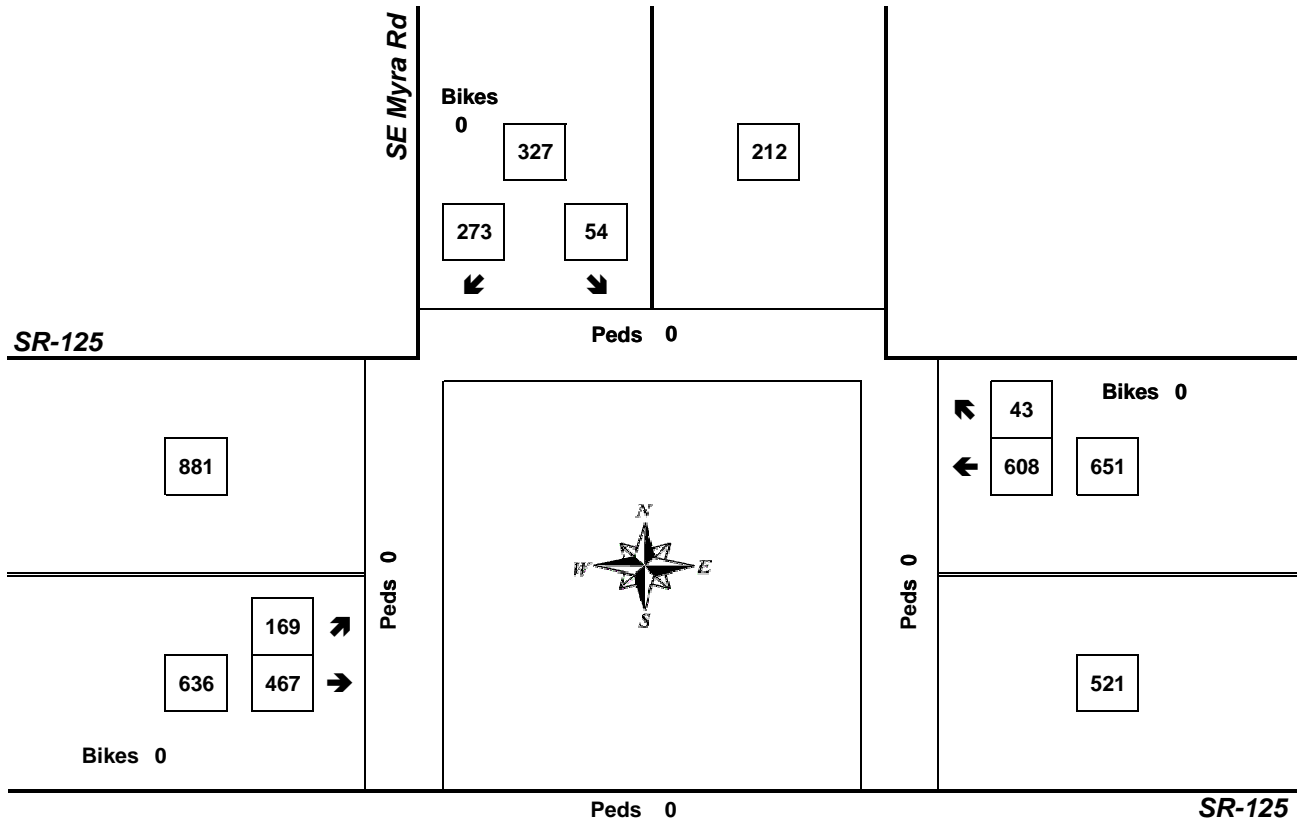 SE Myra Rd
Bikes
0
327
212
273
54
Peds 0
SR-125
43
Bikes 0
881
608
651
N
W
E
S
Peds 0
Peds 0
169
636
467
521
Bikes 0
Peds 0
SR-125